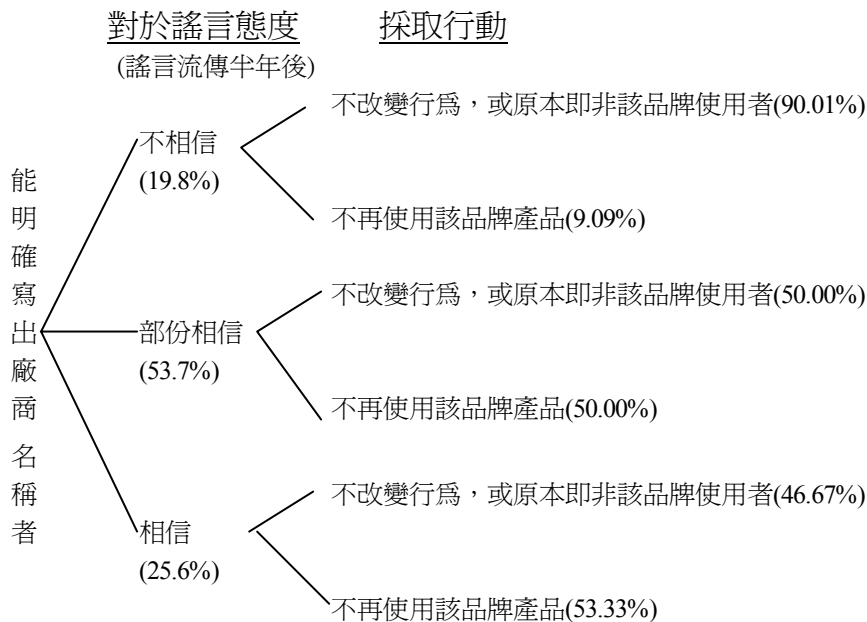 對於謠言態度
採取行動
(謠言流傳半年後)
能明確寫出廠商名稱者
不相信
(19.8%)
不改變行爲，或原本即非該品牌使用者(90.01%)
不再使用該品牌產品(9.09%)
部份相信
(53.7%)
不改變行爲，或原本即非該品牌使用者(50.00%)
不再使用該品牌產品(50.00%)
相信
(25.6%)
不改變行爲，或原本即非該品牌使用者(46.67%)
不再使用該品牌產品(53.33%)